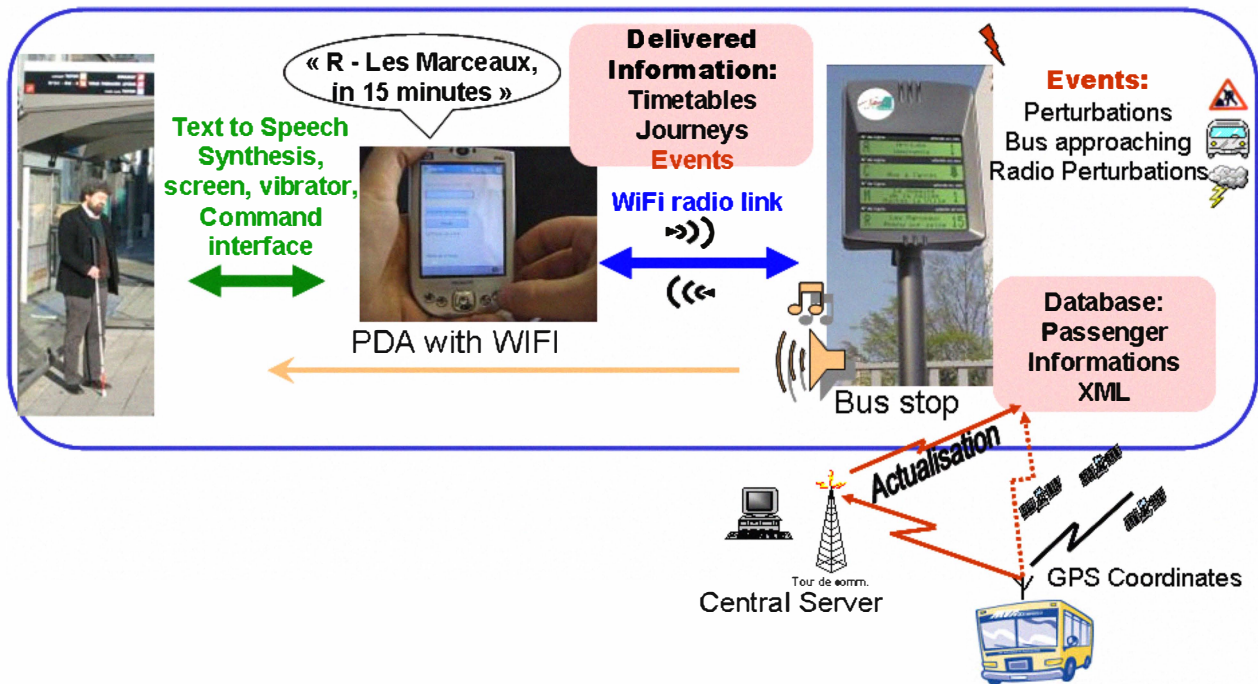 « R - Les Marceaux,
in 15 minutes »
Text to Speech
Synthesis,
screen, vibrator,
Command
interface
PDA with WIFI
Delivered
Information:
Timetables
Journeys
Events
WiFi radio link
Bus stop
15
Events:
Perturbations
Bus approaching
Radio Perturbations
Database:
Passenger
Informations
XML
Actualisation
Tour de comm.
Central Server
GPS Coordinates